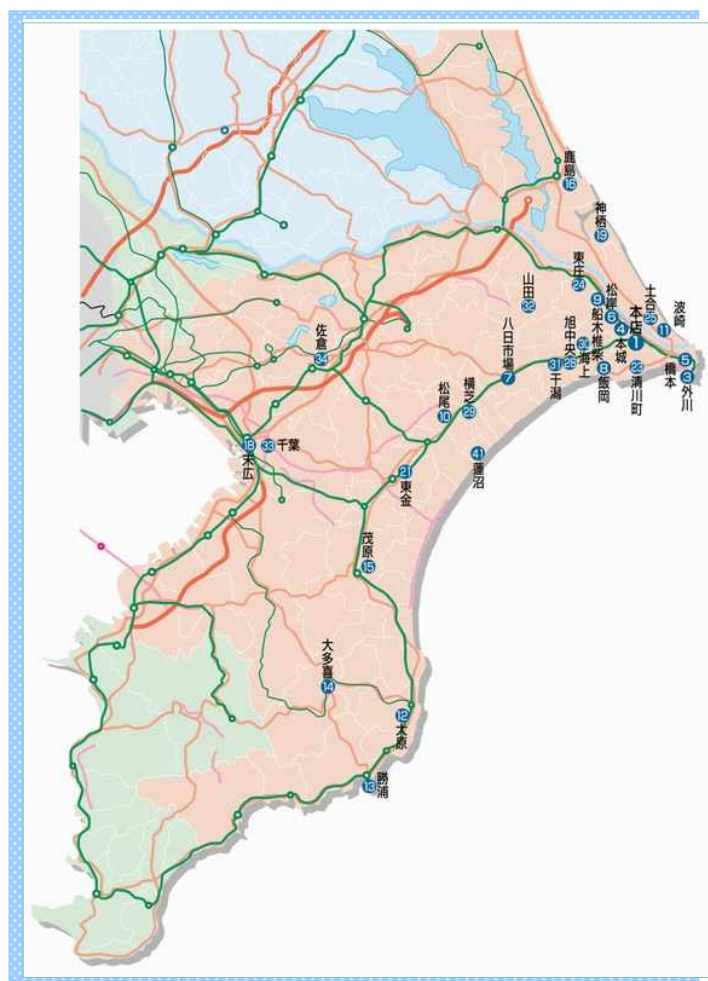 鹿島
16
神栖
19
東庄
24
山田
32
松岸
9
6
船木椎柴
土合
25
波崎
11
本店
1
4
本城
旭中央
26
30
海上
八日市場
7
31
干潟
8
飯岡
23
清川町
橋本
5
3
外川
佐倉
34
松尾
10
横芝
29
18
末広
33
千葉
21
東金
41
蓮沼
茂原
15
大多喜
14
12
大原
13
勝浦